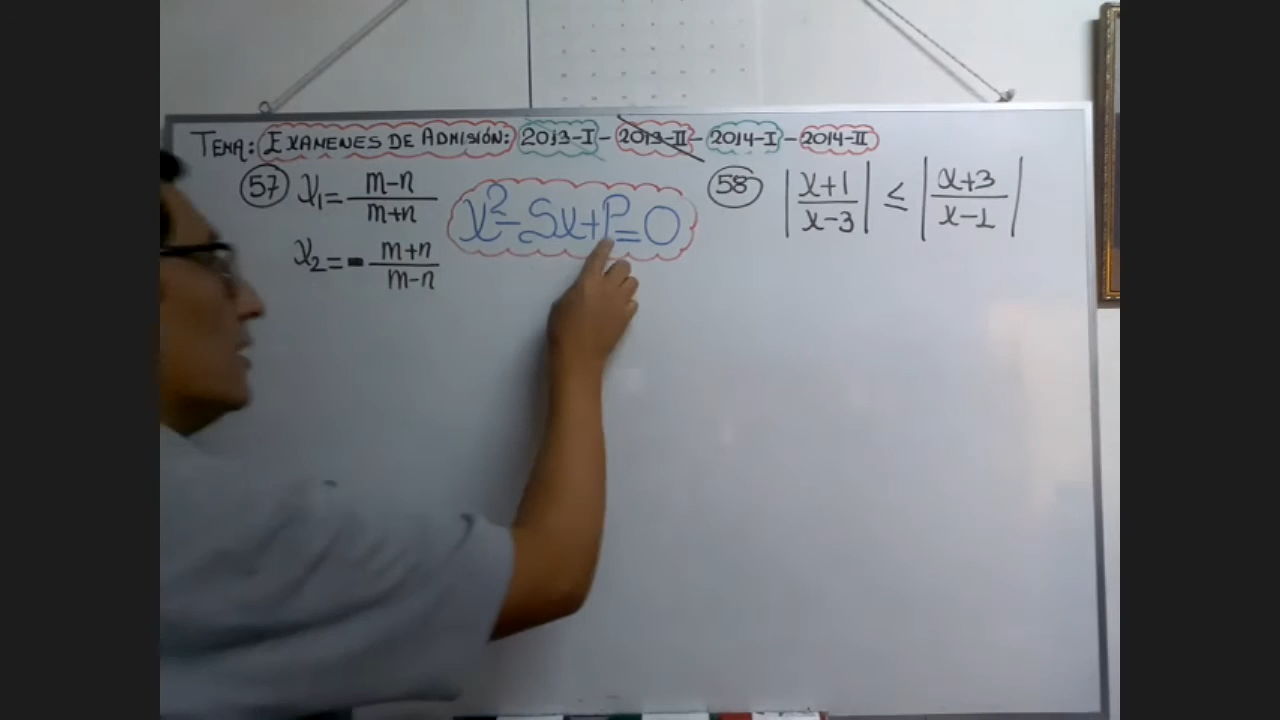 TEMA: EXAMENES DE ADMISIÓN: 2013-I - 2013-II - 2014-I - 2014-II
57 x₁ = (m-n)/(m+n)
x₂ = - (m+n)/(m-n)
x² - Sx + P = 0
58 |(x+1)/(x-3)| ≤ |(x+3)/(x-1)|